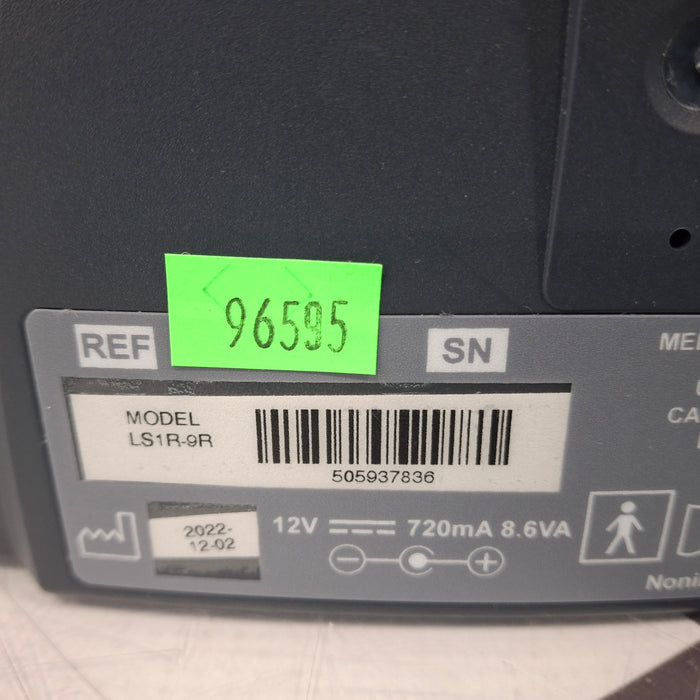 96595
REF
SN
MODEL
LS1R-9R
505937836
2022-
12-02
12V
720mA 8.6VA